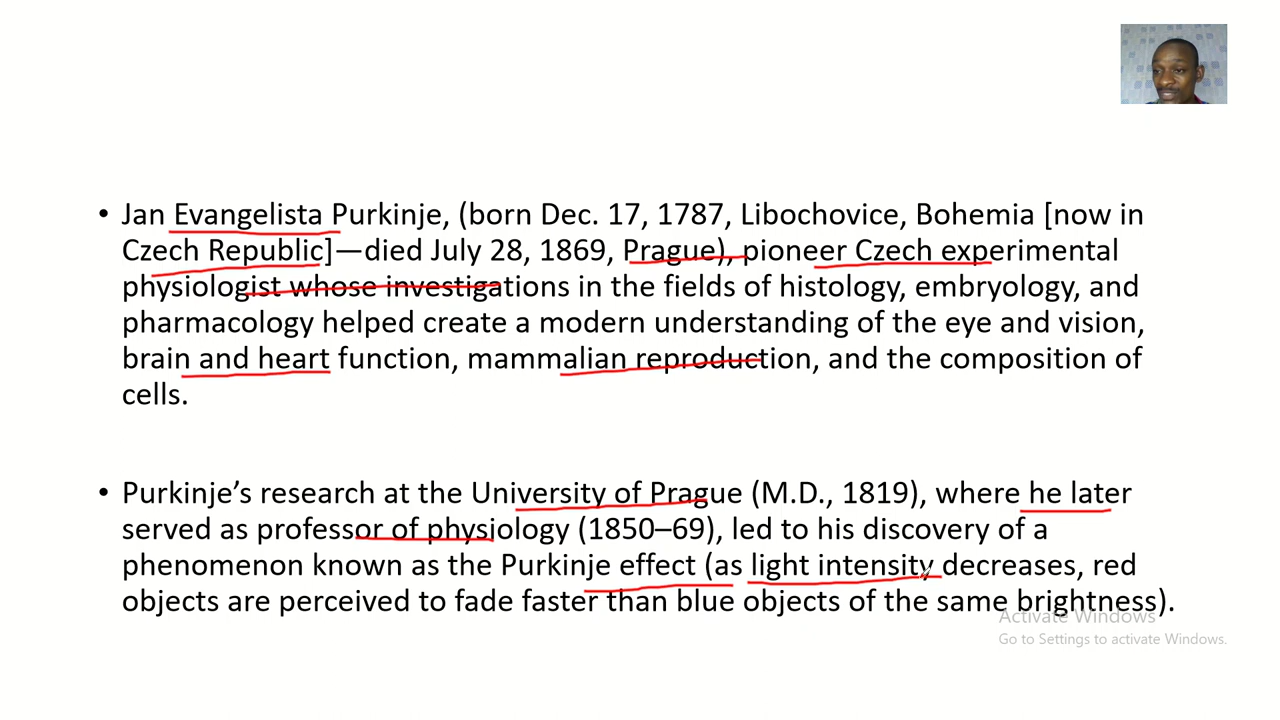 • Jan Evangelista Purkinje, (born Dec. 17, 1787, Libochovice, Bohemia [now in
Czech Republic]—died July 28, 1869, Prague), pioneer Czech experimental
physiologist whose investigations in the fields of histology, embryology, and
pharmacology helped create a modern understanding of the eye and vision,
brain and heart function, mammalian reproduction, and the composition of
cells.
• Purkinje’s research at the University of Prague (M.D., 1819), where he later
served as professor of physiology (1850–69), led to his discovery of a
phenomenon known as the Purkinje effect (as light intensity decreases, red
objects are perceived to fade faster than blue objects of the same brightness).
Activate Windows
Go to Settings to activate Windows.